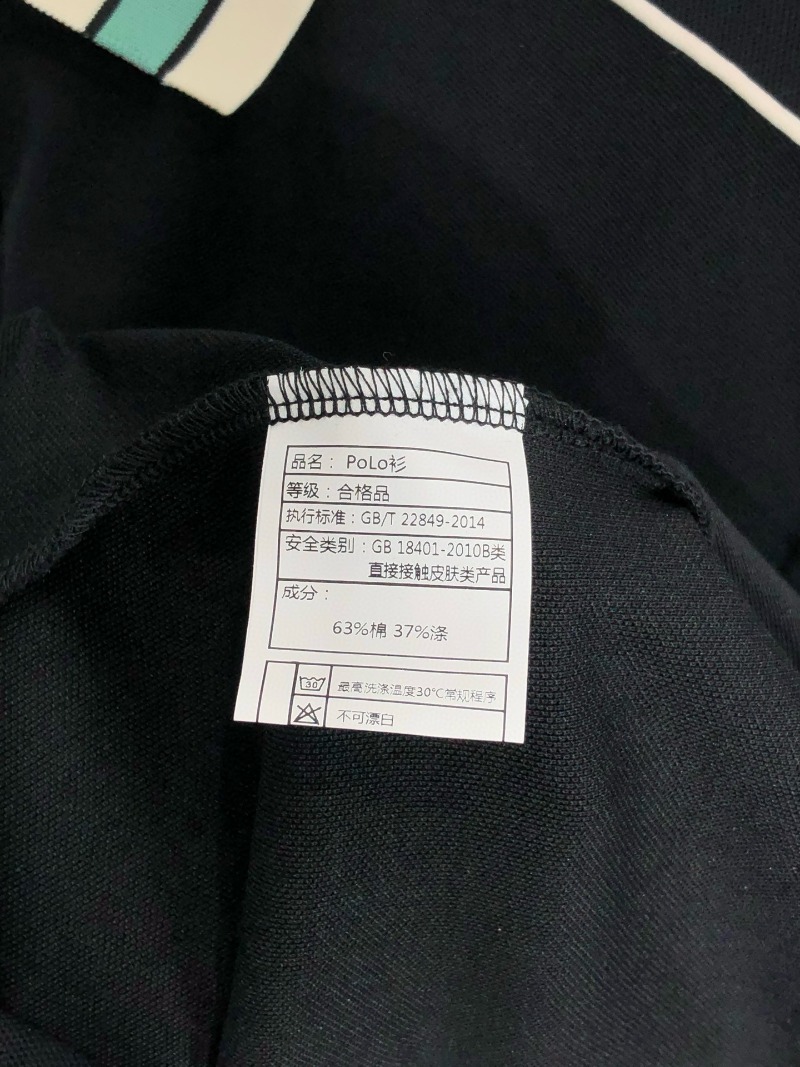 品名： PoLo衫
等级：合格品
执行标准：GB/T 22849-2014
安全类别：GB 18401-2010B类
直接接触皮肤类产品
成分：
63%棉 37%涤
30
最高洗涤温度30℃常规程序
不可漂白